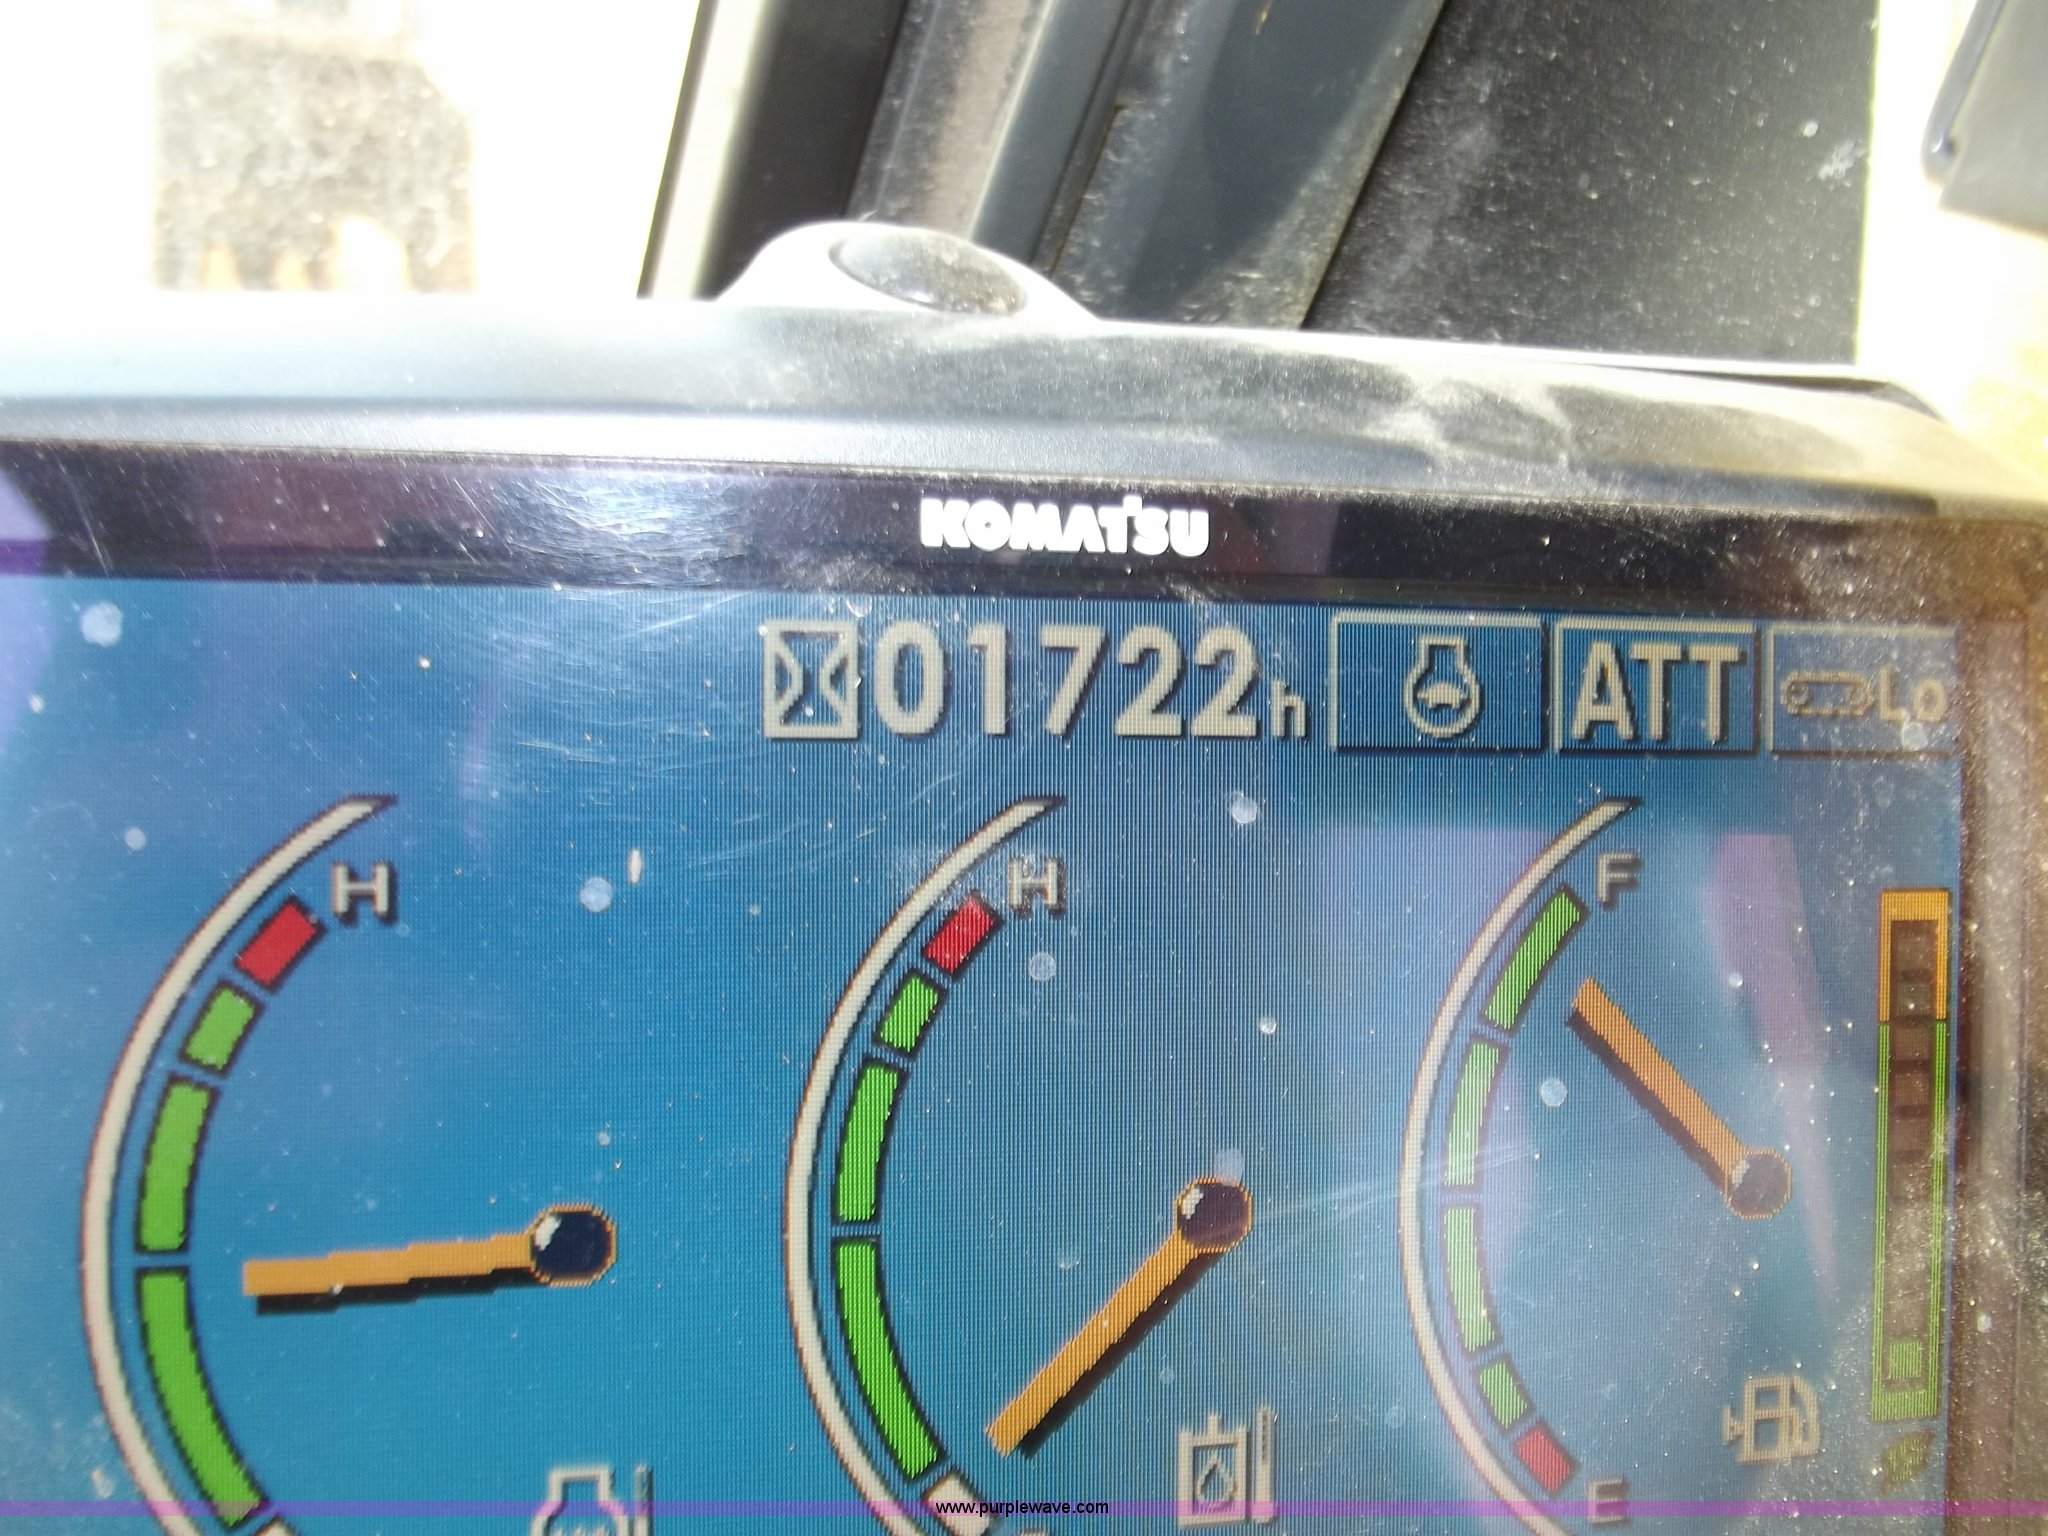 KOMATSU
01722h
ATT
Lo
H
H
F
E
www.purplewave.com